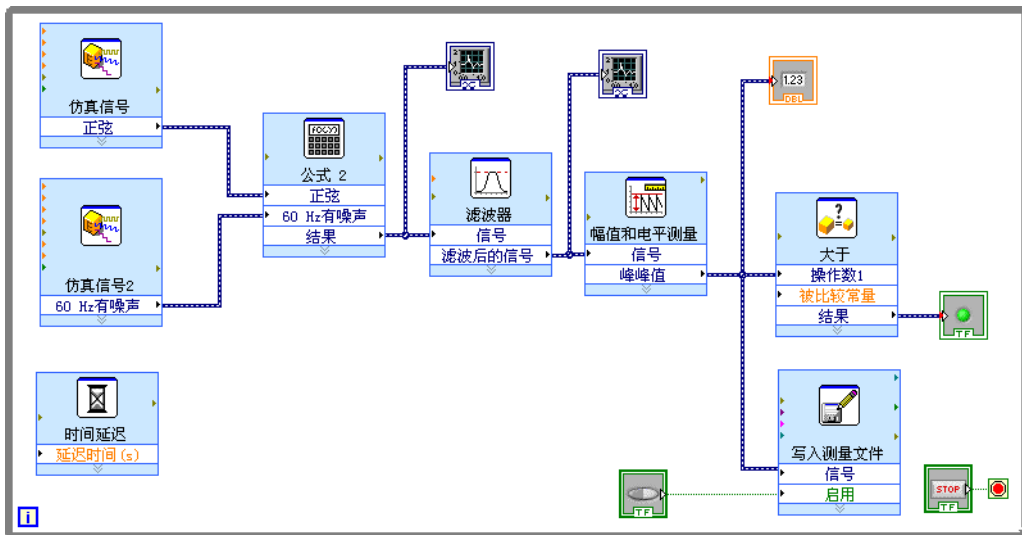 仿真信号
正弦
仿真信号2
60 Hz有噪声
时间延迟
延迟时间(s)
i
f(x,y)
公式 2
正弦
60 Hz有噪声
结果
滤波器
信号
滤波后的信号
幅值和电平测量
信号
峰峰值
1.23
DBL
?
=
大于
操作数1
被比较常量
结果
TF
写入测量文件
信号
启用
TF
STOP
TF